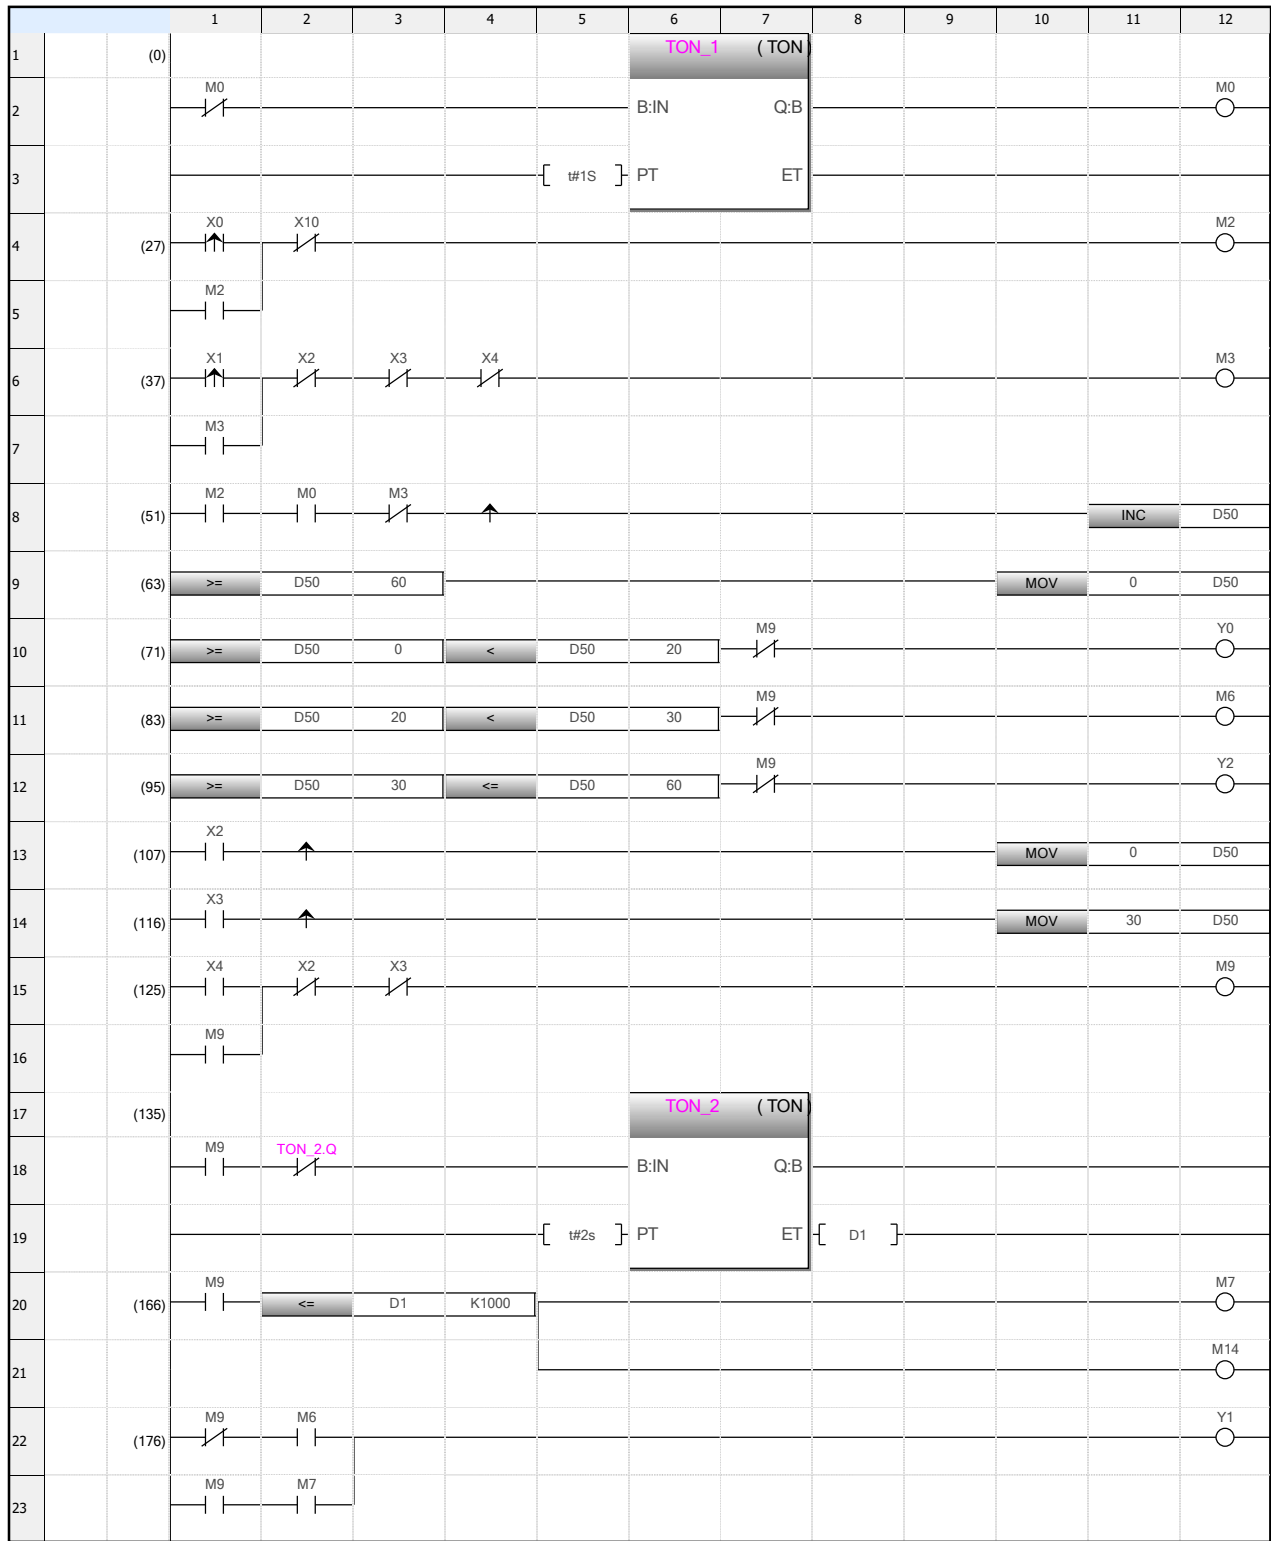 1 2 3 4 5 6 7 8 9 10 11 12
1 (0) TON_1 ( TON )
M0 M0
2 B:IN Q:B
3 t#1S PT ET
X0 X10 M2
4 (27)
M2
5
X1 X2 X3 X4 M3
6 (37)
M3
7
M2 M0 M3
8 (51) INC D50
9 (63) >= D50 60 MOV 0 D50
M9 Y0
10 (71) >= D50 0 < D50 20
M9 M6
11 (83) >= D50 20 < D50 30
M9 Y2
12 (95) >= D50 30 <= D50 60
X2
13 (107) MOV 0 D50
X3
14 (116) MOV 30 D50
X4 X2 X3 M9
15 (125)
M9
16
17 (135) TON_2 ( TON )
M9 TON_2.Q
18 B:IN Q:B
19 t#2s PT ET D1
M9 M7
20 (166) <= D1 K1000
M14
21
M9 M6 Y1
22 (176)
M9 M7
23